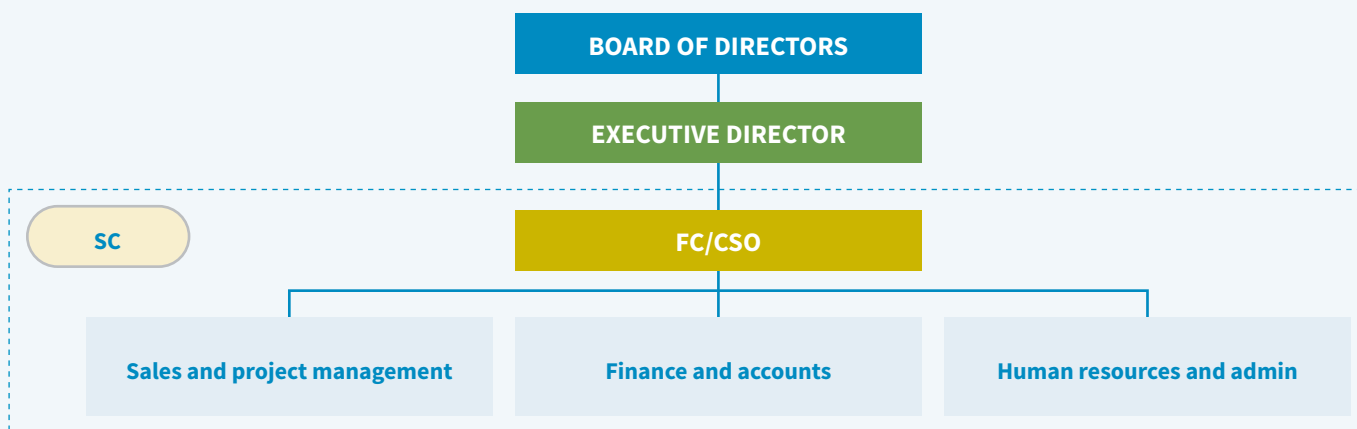 BOARD OF DIRECTORS
EXECUTIVE DIRECTOR
SC
FC/CSO
Sales and project management
Finance and accounts
Human resources and admin